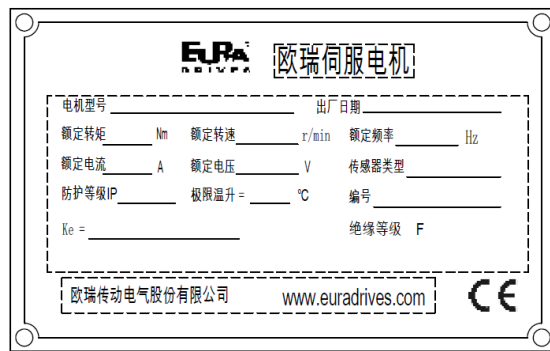 EURA DRIVES 欧瑞伺服电机
电机型号 出厂日期
额定转矩 Nm 额定转速 r/min 额定频率 Hz
额定电流 A 额定电压 V 传感器类型
防护等级IP 极限温升 = ℃ 编号
Ke = 绝缘等级 F
欧瑞传动电气股份有限公司 www.euradrives.com CE